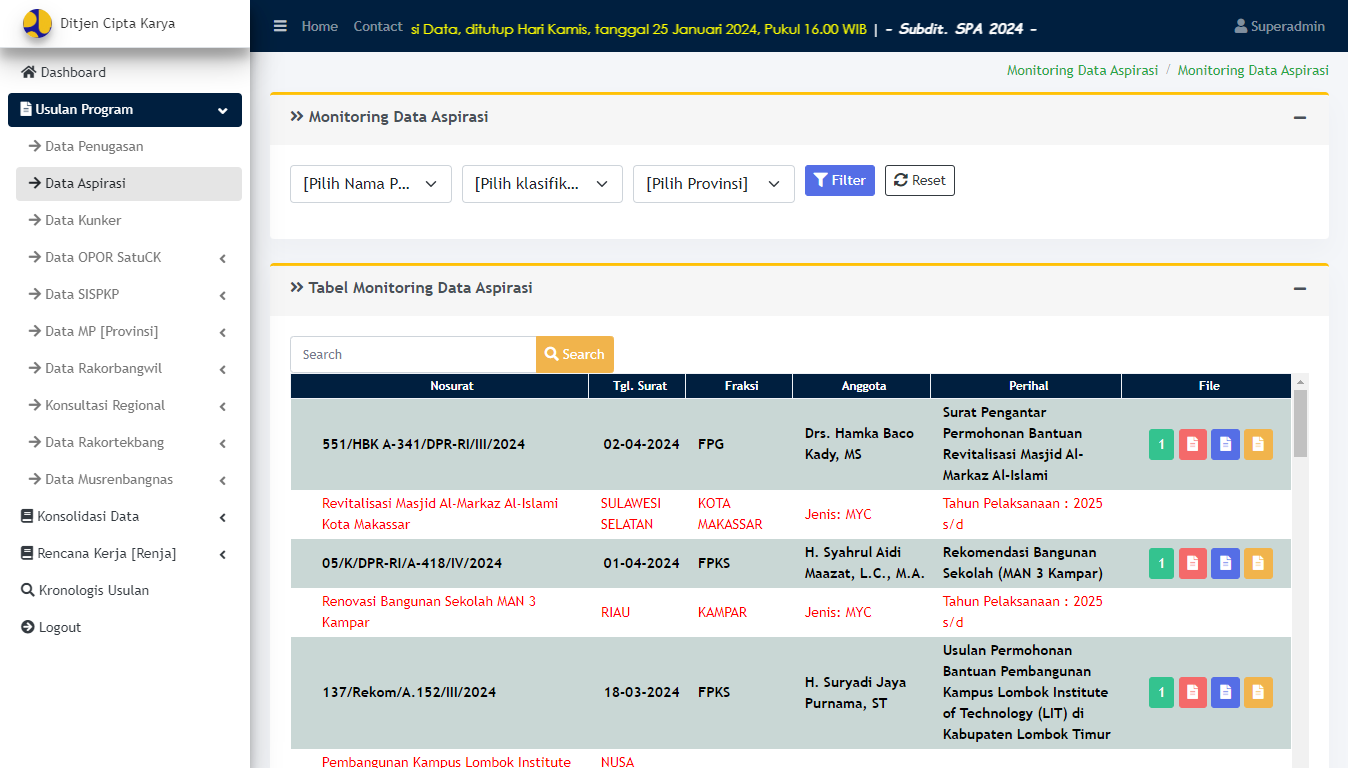 Ditjen Cipta Karya
Home Contact si Data, ditutup Hari Kamis, tanggal 25 Januari 2024, Pukul 16.00 WIB | - Subdit. SPA 2024 -
Superadmin
Dashboard
Usulan Program
Data Penugasan
Data Aspirasi
Data Kunker
Data OPOR SatuCK
Data SISPKP
Data MP [Provinsi]
Data Rakorbangwil
Konsultasi Regional
Data Rakortekbang
Data Musrenbangnas
Konsolidasi Data
Rencana Kerja [Renja]
Kronologis Usulan
Logout
Monitoring Data Aspirasi / Monitoring Data Aspirasi
Monitoring Data Aspirasi
[Pilih Nama P... [Pilih klasifik... [Pilih Provinsi] Filter Reset
Tabel Monitoring Data Aspirasi
Search Search
Nosurat Tgl. Surat Fraksi Anggota Perihal File
551/HBK A-341/DPR-RI/III/2024 02-04-2024 FPG
Drs. Hamka Baco
Kady, MS
Surat Pengantar
Permohonan Bantuan
Revitalisasi Masjid Al-
Markaz Al-Islami
1
Revitalisasi Masjid Al-Markaz Al-Islami
Kota Makassar
SULAWESI
SELATAN
KOTA
MAKASSAR
Jenis: MYC
Tahun Pelaksanaan : 2025
s/d
05/K/DPR-RI/A-418/IV/2024 01-04-2024 FPKS
H. Syahrul Aidi
Maazat, L.C., M.A.
Rekomendasi Bangunan
Sekolah (MAN 3 Kampar)
1
Renovasi Bangunan Sekolah MAN 3
Kampar
RIAU
KAMPAR
Jenis: MYC
Tahun Pelaksanaan : 2025
s/d
137/Rekom/A.152/III/2024 18-03-2024 FPKS
H. Suryadi Jaya
Purnama, ST
Usulan Permohonan
Bantuan Pembangunan
Kampus Lombok Institute
of Technology (LIT) di
Kabupaten Lombok Timur
1
Pembangunan Kampus Lombok Institute
NUSA